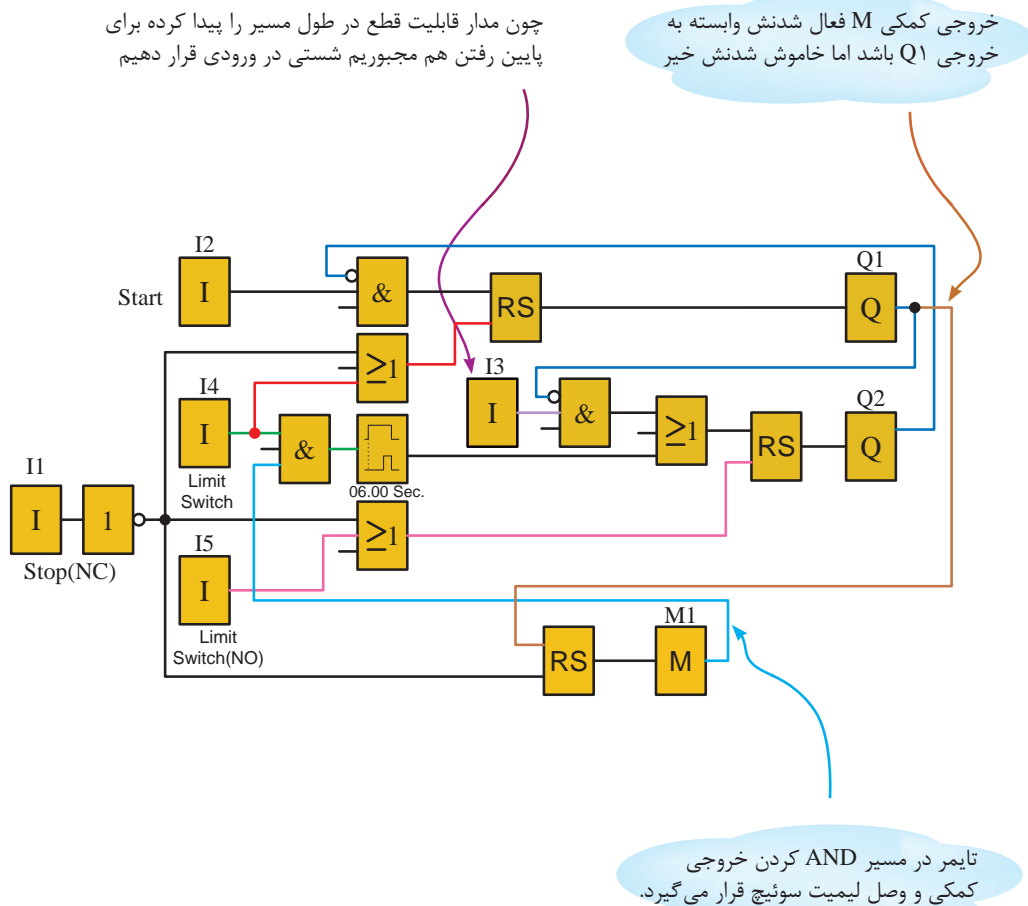 چون مدار قابلیت قطع در طول مسیر را پیدا کرده برای
پایین رفتن هم مجبوریم شستی در ورودی قرار دهیم
خروجی کمکی M فعال شدنش وابسته به
خروجی Q۱ باشد اما خاموش شدنش خیر
I2
Start
I
&
RS
Q1
Q
≥1
I3
I
&
≥1
RS
Q2
Q
I4
I
Limit
Switch
&
06.00 Sec.
I1
I
1
Stop(NC)
≥1
I5
I
Limit
Switch(NO)
RS
M1
M
تایمر در مسیر AND کردن خروجی
کمکی و وصل لیمیت سوئیچ قرار می‌گیرد.